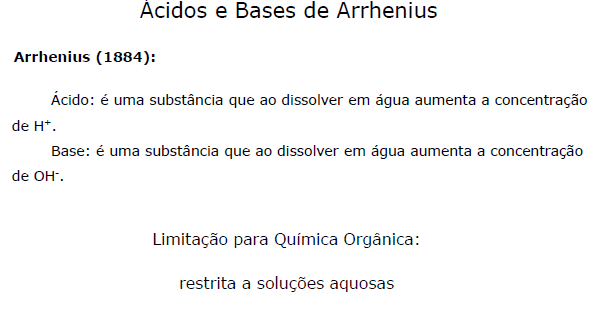 Ácidos e Bases de Arrhenius
Arrhenius (1884):
Ácido: é uma substância que ao dissolver em água aumenta a concentração
de H⁺.
Base: é uma substância que ao dissolver em água aumenta a concentração
de OH⁻.
Limitação para Química Orgânica:
restrita a soluções aquosas